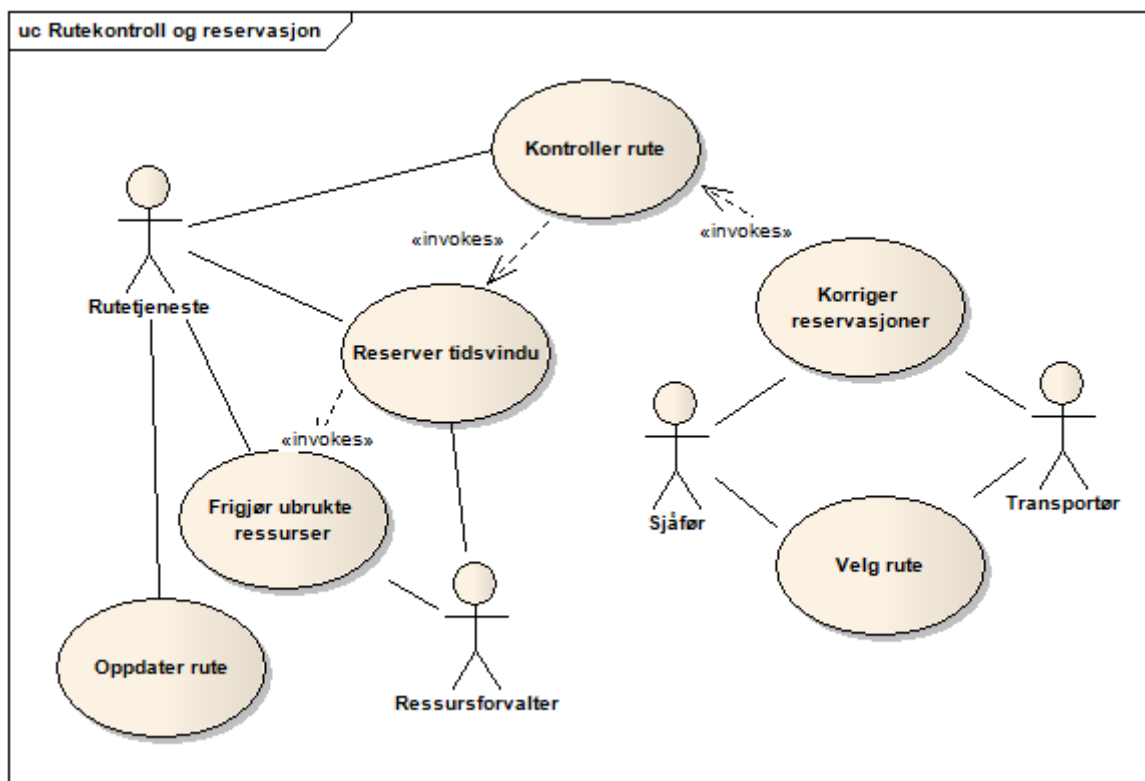 uc Rutekontroll og reservasjon
Kontroller rute
«invokes»
«invokes»
Rutetjeneste
Korriger
reservasjoner
Reserver tidsvindu
«invokes»
Frigjør ubrukte
ressurser
Sjåfør
Transportør
Velg rute
Oppdater rute
Ressursforvalter